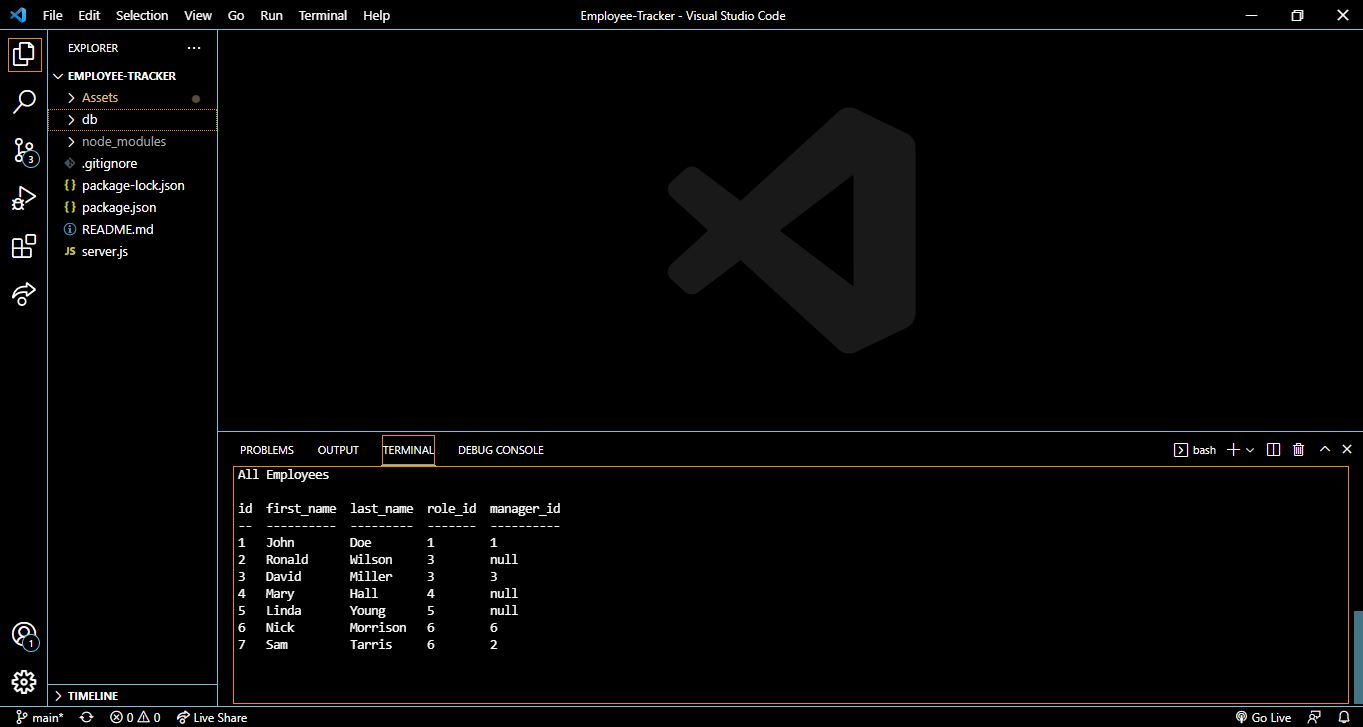 File Edit Selection View Go Run Terminal Help Employee-Tracker - Visual Studio Code
EXPLORER ...
EMPLOYEE-TRACKER
Assets
db
node_modules
.gitignore
{} package-lock.json
{} package.json
README.md
JS server.js
3
PROBLEMS OUTPUT TERMINAL DEBUG CONSOLE bash
All Employees
id first_name last_name role_id manager_id
-- ---------- --------- ------- ----------
1 John Doe 1 1
2 Ronald Wilson 3 null
3 David Miller 3 3
4 Mary Hall 4 null
5 Linda Young 5 null
6 Nick Morrison 6 6
7 Sam Tarris 6 2
1
TIMELINE
main* 0 0 Live Share Go Live